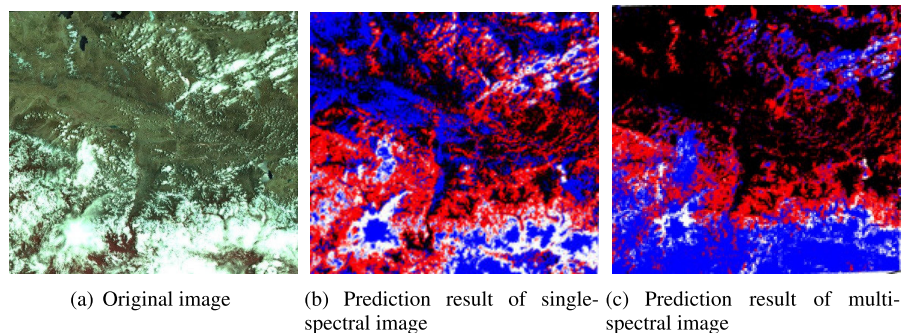 (a) Original image
(b) Prediction result of single-
spectral image
(c) Prediction result of multi-
spectral image